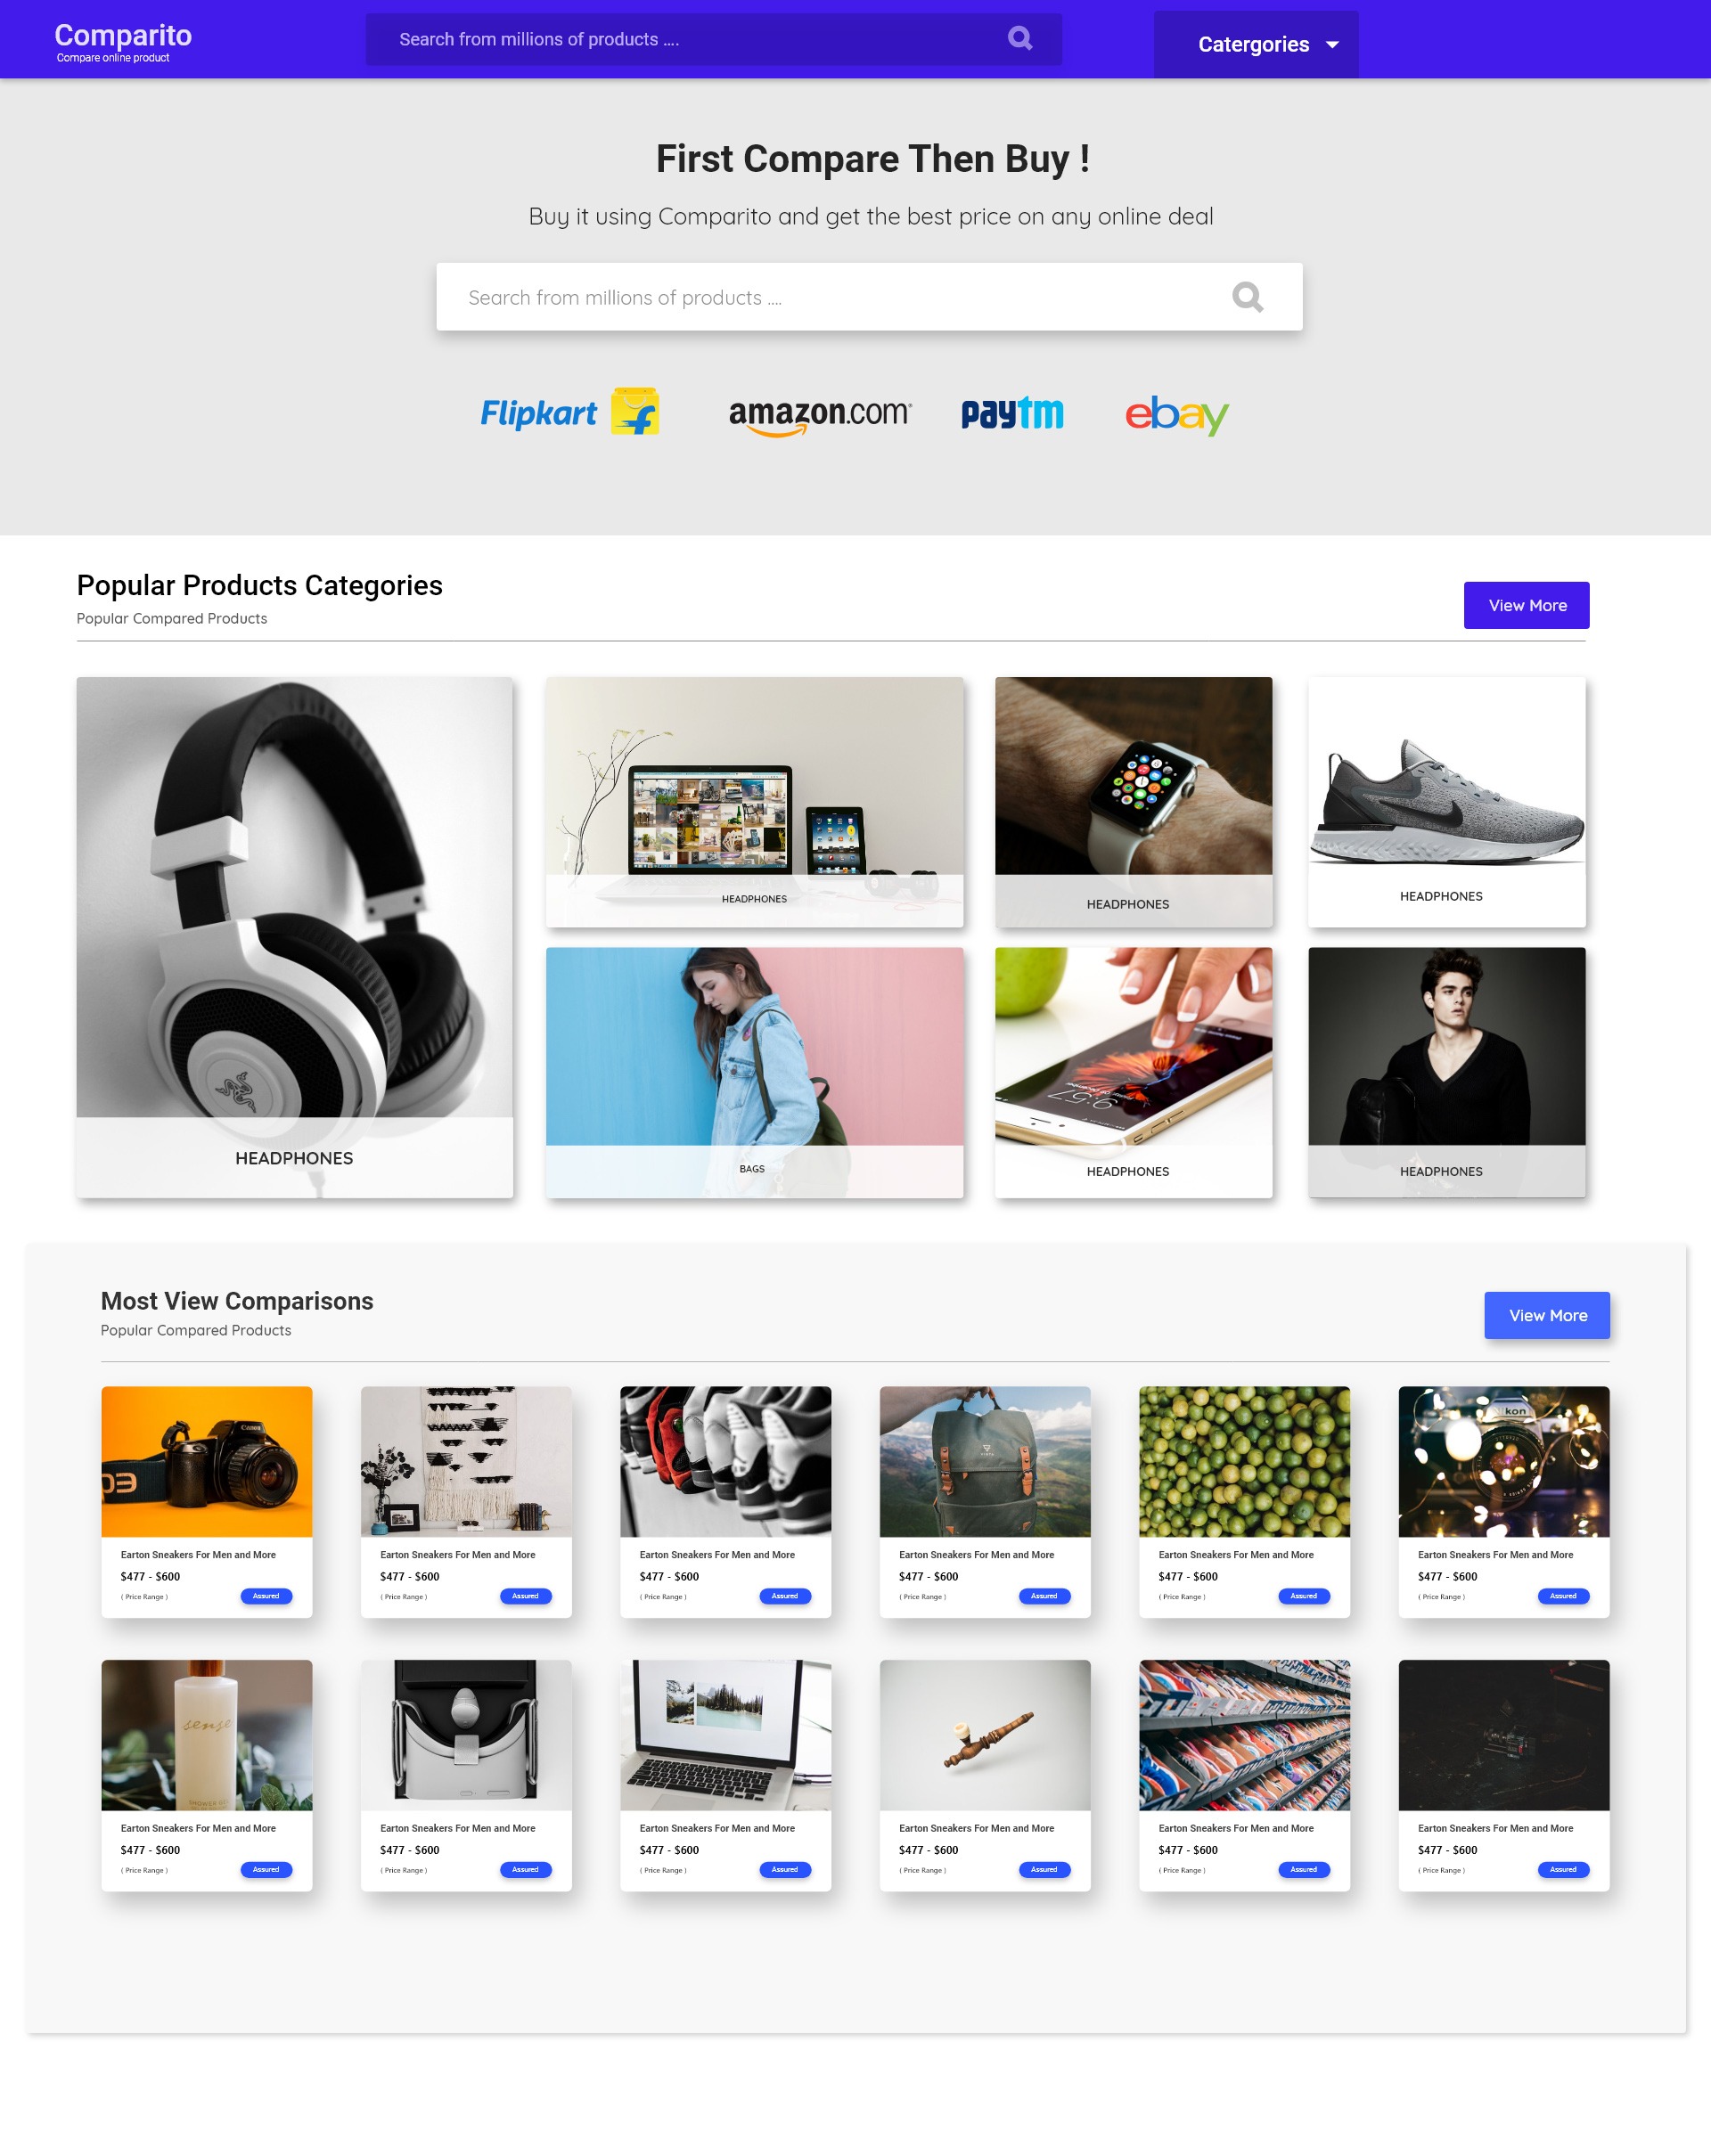 Comparito
Compare online product
Search from millions of products ....
Catergories
First Compare Then Buy !
Buy it using Comparito and get the best price on any online deal
Search from millions of products ....
Flipkart
amazon.com
paytm
ebay
Popular Products Categories
Popular Compared Products
View More
HEADPHONES
HEADPHONES
HEADPHONES
9:57
HEADPHONES
BAGS
HEADPHONES
HEADPHONES
Most View Comparisons
Popular Compared Products
View More
Canon
Earton Sneakers For Men and More
$477 - $600
( Price Range )
Assured
Earton Sneakers For Men and More
$477 - $600
( Price Range )
Assured
Earton Sneakers For Men and More
$477 - $600
( Price Range )
Assured
Earton Sneakers For Men and More
$477 - $600
( Price Range )
Assured
Earton Sneakers For Men and More
$477 - $600
( Price Range )
Assured
Earton Sneakers For Men and More
$477 - $600
( Price Range )
Assured
sense
Earton Sneakers For Men and More
$477 - $600
( Price Range )
Assured
Earton Sneakers For Men and More
$477 - $600
( Price Range )
Assured
Earton Sneakers For Men and More
$477 - $600
( Price Range )
Assured
Earton Sneakers For Men and More
$477 - $600
( Price Range )
Assured
Earton Sneakers For Men and More
$477 - $600
( Price Range )
Assured
Earton Sneakers For Men and More
$477 - $600
( Price Range )
Assured